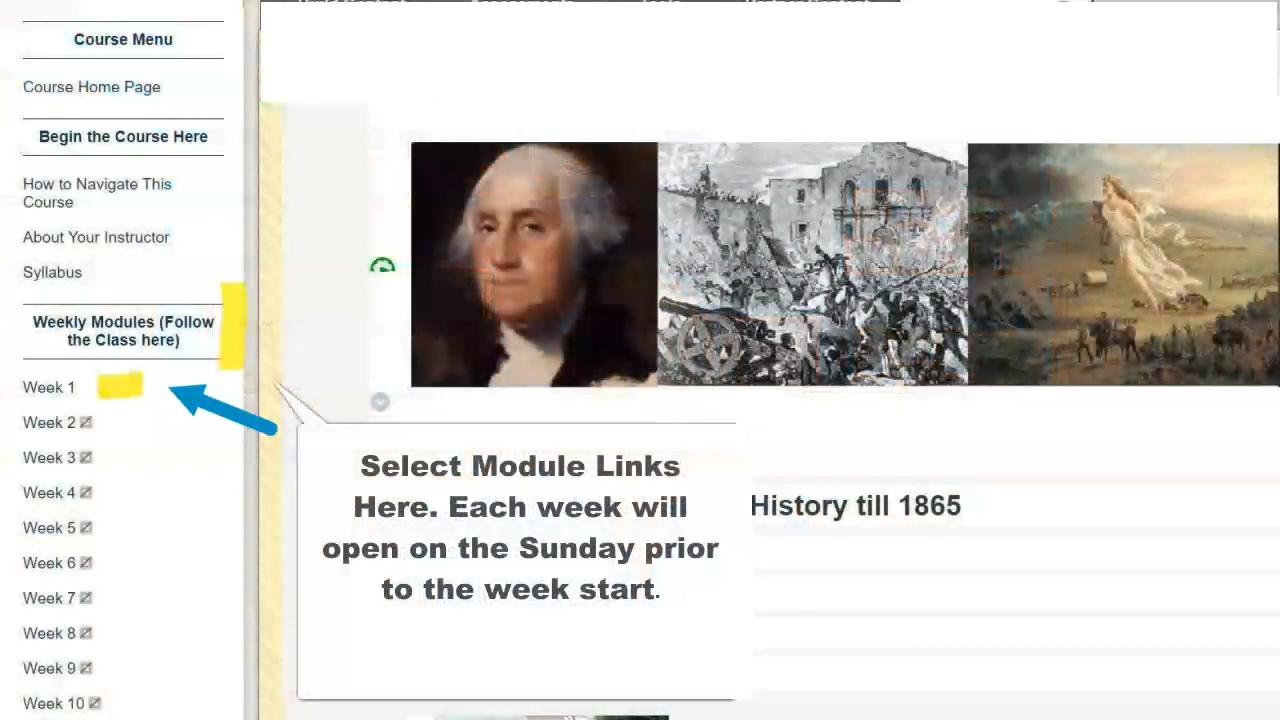 Course Menu
Course Home Page
Begin the Course Here
How to Navigate This
Course
About Your Instructor
Syllabus
Weekly Modules (Follow
the Class here)
Week 1
Week 2
Week 3
Week 4
Week 5
Week 6
Week 7
Week 8
Week 9
Week 10
Select Module Links
Here. Each week will
open on the Sunday prior
to the week start.
History till 1865